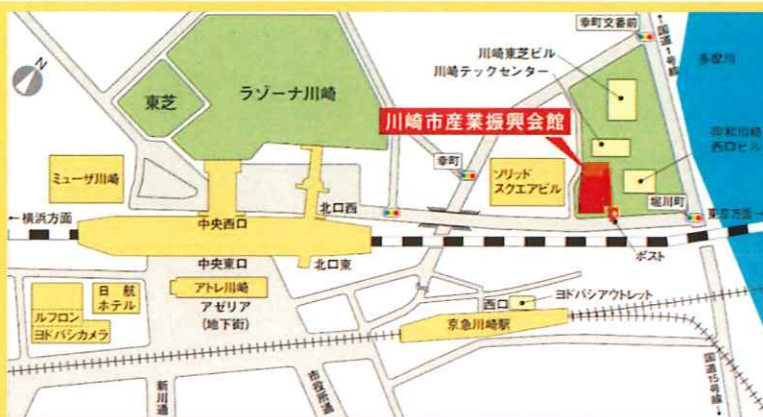 N
東芝
ラゾーナ川崎
幸町交番前
↑国道1号線
多摩川
川崎東芝ビル
川崎テックセンター
川崎市産業振興会館
ミューザ川崎
幸町
ソリッド
スクエアビル
興和川崎
西口ビル
堀川町
北口西
←横浜方面
中央西口
東京方面→
ポスト
中央東口
北口東
日航
ホテル
アトレ川崎
アゼリア
(地下街)
ルフロン
ヨドバシカメラ
西口
ヨドバシアウトレット
京急川崎駅
新川通
市役所通
国道15号線↓